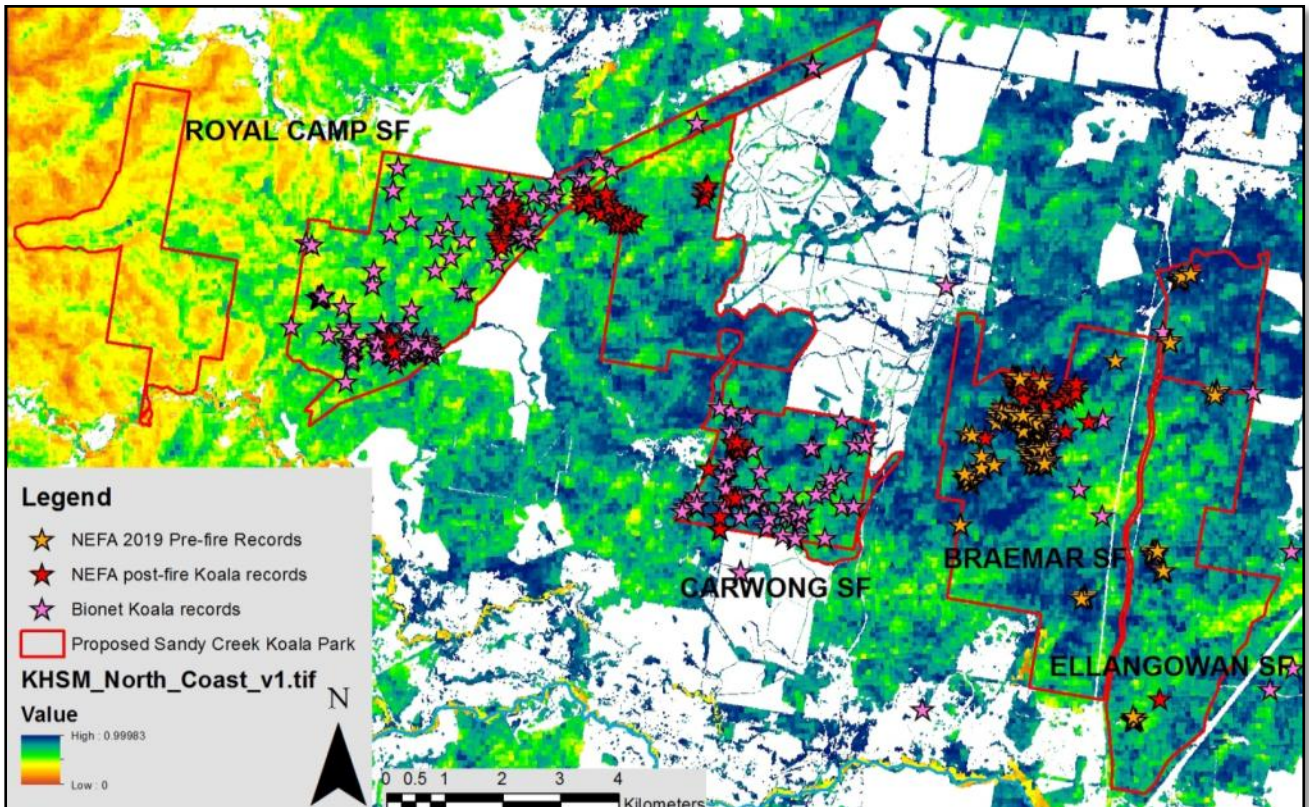 ROYAL CAMP SF
CARWONG SF
BRAEMAR SF
ELLANGOWAN SF
Legend
NEFA 2019 Pre-fire Records
NEFA post-fire Koala records
Bionet Koala records
Proposed Sandy Creek Koala Park
KHSM_North_Coast_v1.tif
Value
High : 0.99983
Low : 0
N
0 0.5 1 2 3 4
Kilometers